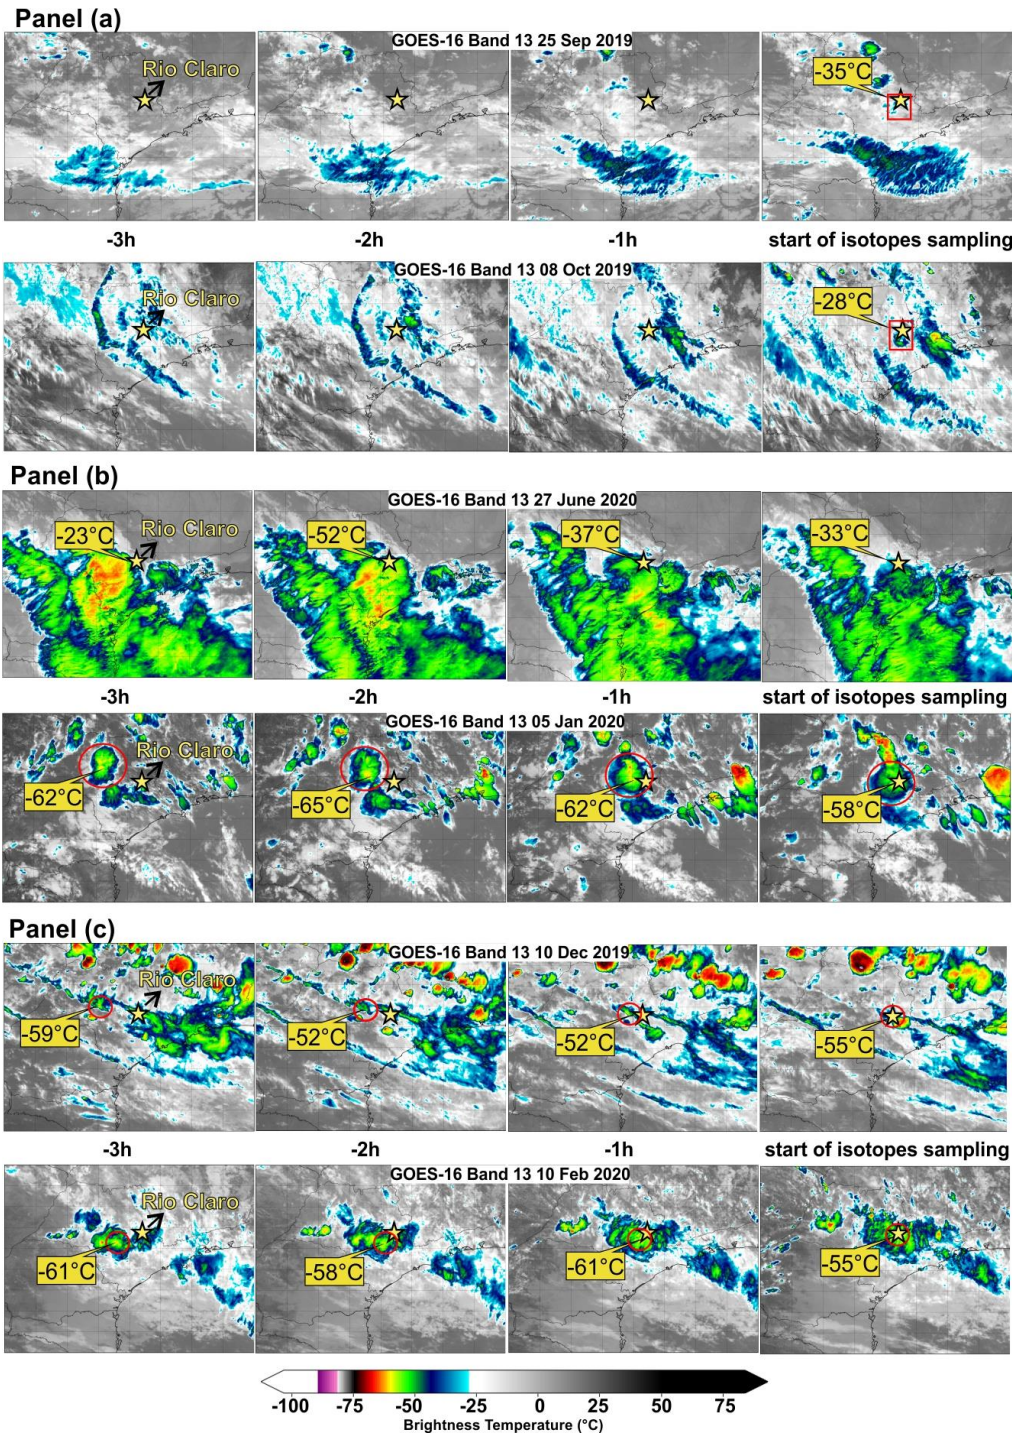 Panel (a)
GOES-16 Band 13 25 Sep 2019
Rio Claro
-35°C
-3h -2h -1h start of isotopes sampling
GOES-16 Band 13 08 Oct 2019
Rio Claro
-28°C
Panel (b)
GOES-16 Band 13 27 June 2020
-23°C Rio Claro -52°C -37°C -33°C
-3h -2h -1h start of isotopes sampling
GOES-16 Band 13 05 Jan 2020
Rio Claro
-62°C -65°C -62°C -58°C
Panel (c)
GOES-16 Band 13 10 Dec 2019
Rio Claro
-59°C -52°C -52°C -55°C
-3h -2h -1h start of isotopes sampling
GOES-16 Band 13 10 Feb 2020
Rio Claro
-61°C -58°C -61°C -55°C
-100 -75 -50 -25 0 25 50 75
Brightness Temperature (°C)